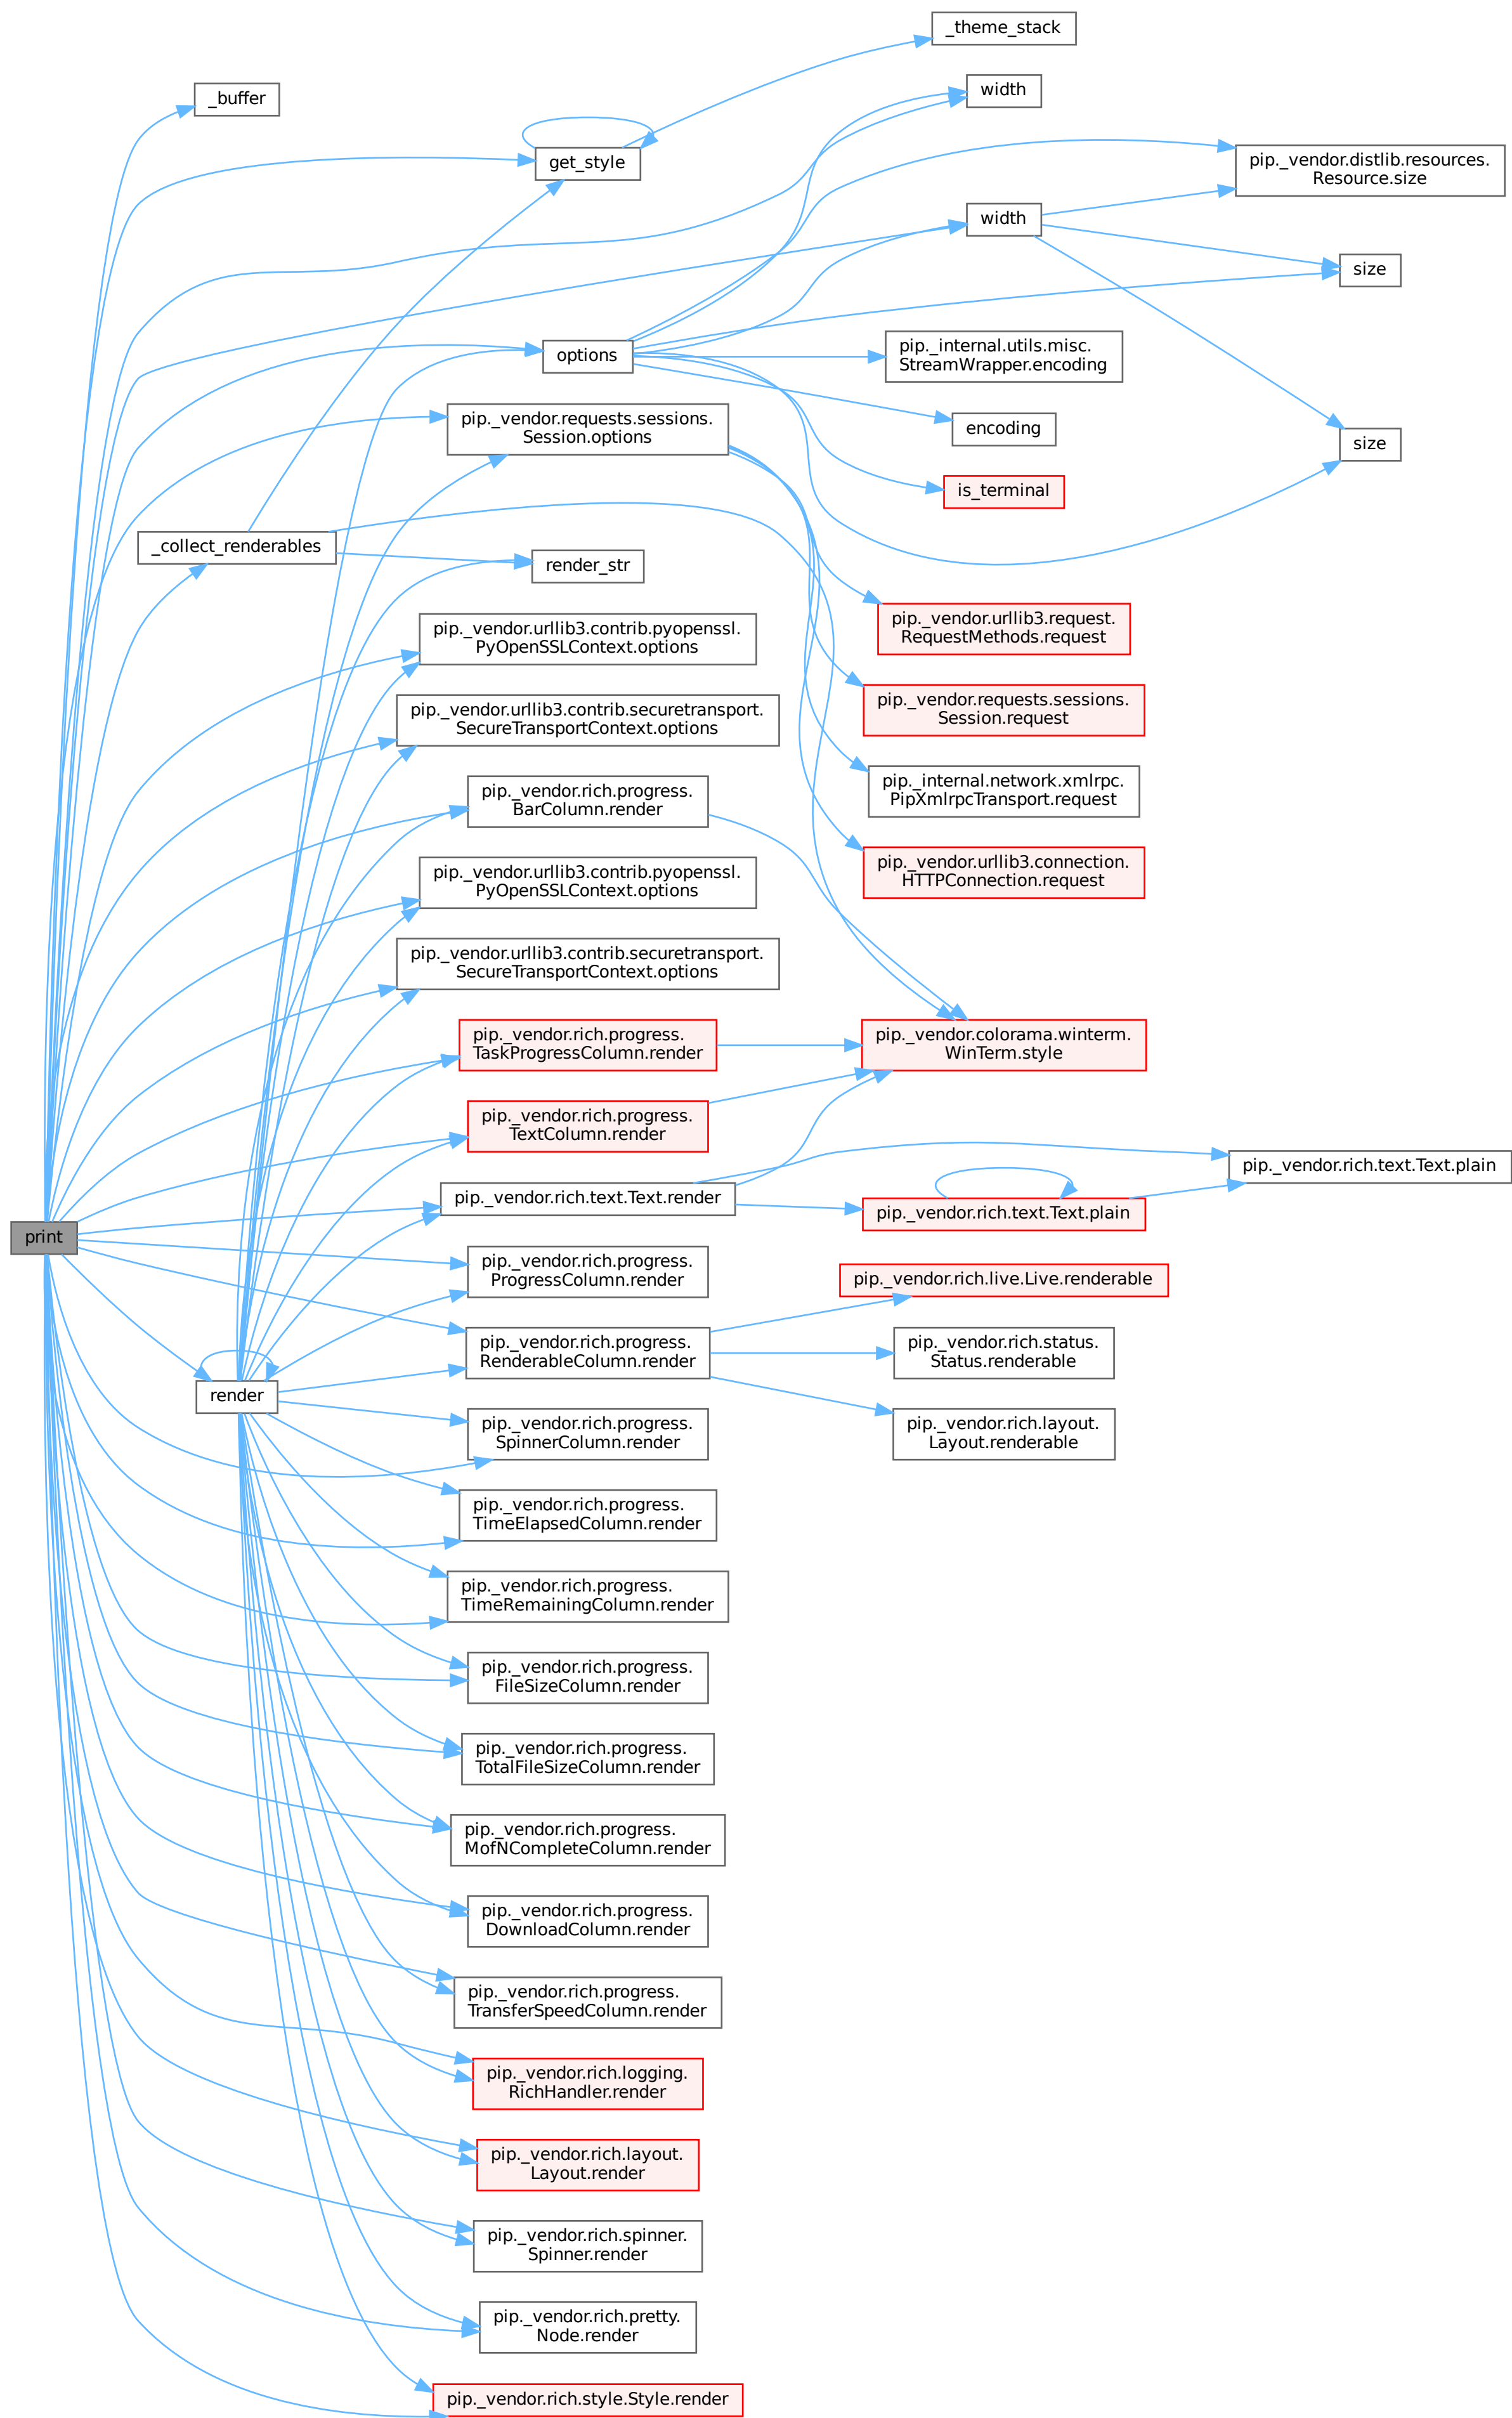 _theme_stack
width
_buffer
get_style
pip._vendor.distlib.resources.
Resource.size
width
size
options
pip._internal.utils.misc.
StreamWrapper.encoding
pip._vendor.requests.sessions.
Session.options
encoding
size
is_terminal
_collect_renderables
render_str
pip._vendor.urllib3.request.
RequestMethods.request
pip._vendor.urllib3.contrib.pyopenssl.
PyOpenSSLContext.options
pip._vendor.requests.sessions.
Session.request
pip._vendor.urllib3.contrib.securetransport.
SecureTransportContext.options
pip._internal.network.xmlrpc.
PipXmlrpcTransport.request
pip._vendor.rich.progress.
BarColumn.render
pip._vendor.urllib3.connection.
HTTPConnection.request
pip._vendor.urllib3.contrib.pyopenssl.
PyOpenSSLContext.options
pip._vendor.urllib3.contrib.securetransport.
SecureTransportContext.options
pip._vendor.rich.progress.
TaskProgressColumn.render
pip._vendor.colorama.winterm.
WinTerm.style
pip._vendor.rich.progress.
TextColumn.render
pip._vendor.rich.text.Text.plain
pip._vendor.rich.text.Text.render
pip._vendor.rich.text.Text.plain
print
pip._vendor.rich.progress.
ProgressColumn.render
pip._vendor.rich.live.Live.renderable
pip._vendor.rich.progress.
RenderableColumn.render
pip._vendor.rich.status.
Status.renderable
render
pip._vendor.rich.progress.
SpinnerColumn.render
pip._vendor.rich.layout.
Layout.renderable
pip._vendor.rich.progress.
TimeElapsedColumn.render
pip._vendor.rich.progress.
TimeRemainingColumn.render
pip._vendor.rich.progress.
FileSizeColumn.render
pip._vendor.rich.progress.
TotalFileSizeColumn.render
pip._vendor.rich.progress.
MofNCompleteColumn.render
pip._vendor.rich.progress.
DownloadColumn.render
pip._vendor.rich.progress.
TransferSpeedColumn.render
pip._vendor.rich.logging.
RichHandler.render
pip._vendor.rich.layout.
Layout.render
pip._vendor.rich.spinner.
Spinner.render
pip._vendor.rich.pretty.
Node.render
pip._vendor.rich.style.Style.render